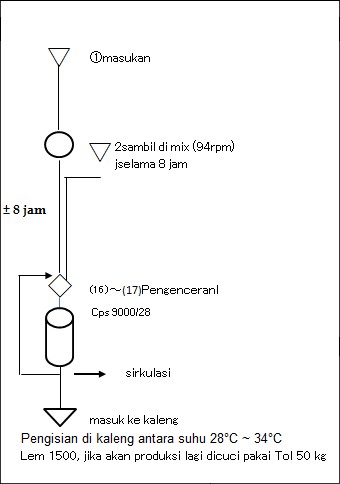 ①masukan
2sambil di mix (94rpm)
jselama 8 jam
± 8 jam
(16)～(17)Pengenceranl
Cps 9000/28
sirkulasi
masuk ke kaleng
Pengisian di kaleng antara suhu 28°C ~ 34°C
Lem 1500, jika akan produksi lagi dicuci pakai Tol 50 kg